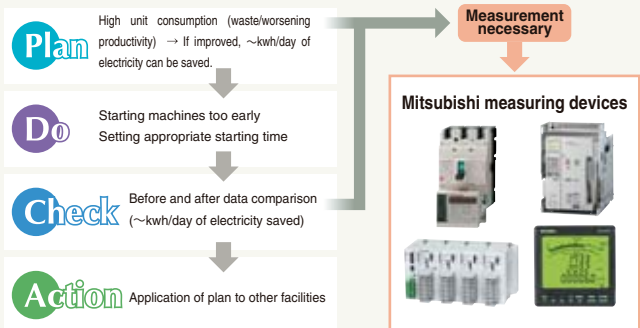 Plan
High unit consumption (waste/worsening
productivity) → If improved, ~kwh/day of
electricity can be saved.
Do
Starting machines too early
Setting appropriate starting time
Check
Before and after data comparison
(~kwh/day of electricity saved)
Action
Application of plan to other facilities
Measurement
necessary
Mitsubishi measuring devices